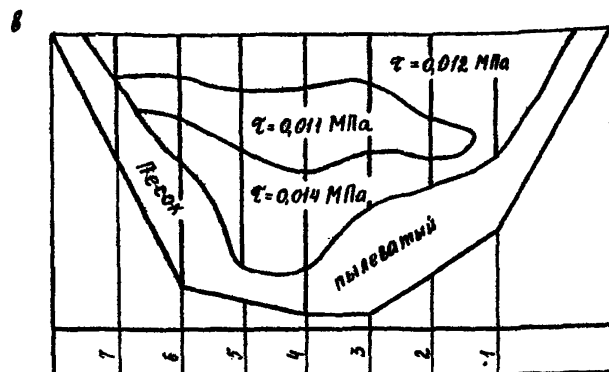 в
τ=0,012 МПа
τ=0,011 МПа
τ=0,014 МПа
Песок
пылеватый
7 6 5 4 3 2 1